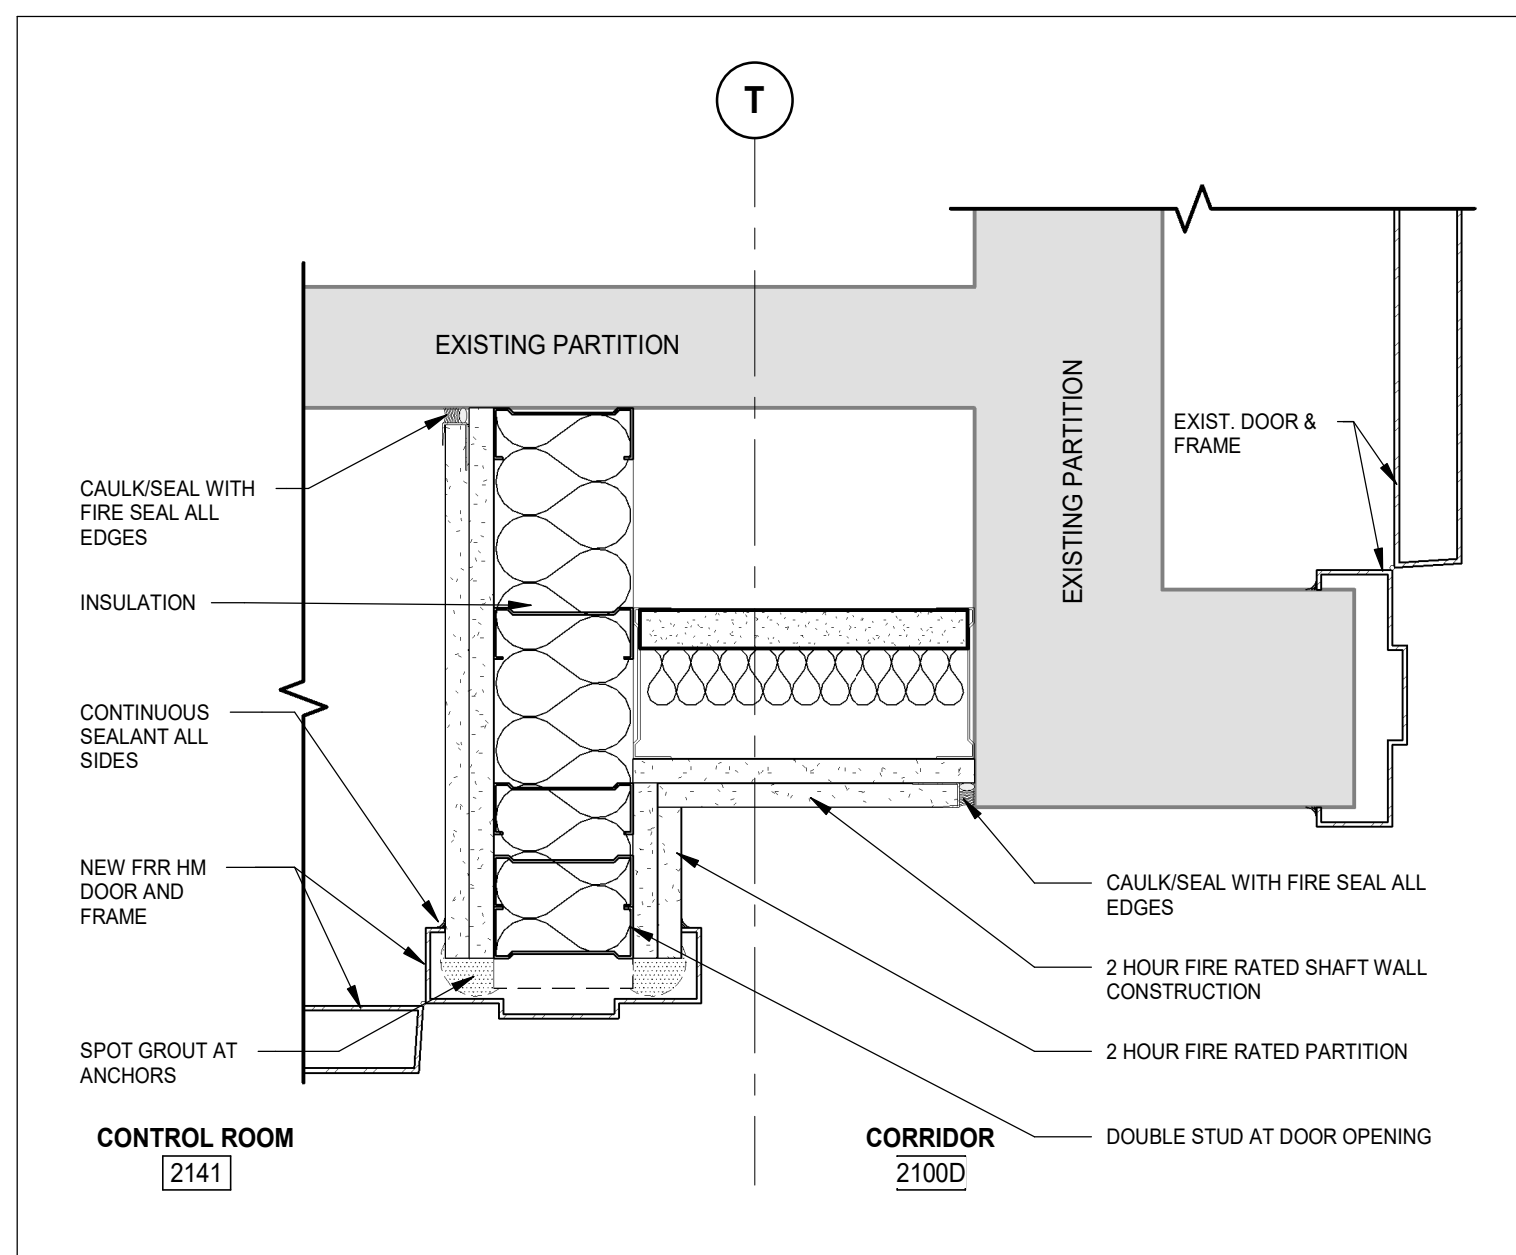 T
EXISTING PARTITION
EXISTING PARTITION
EXIST. DOOR &
FRAME
CAULK/SEAL WITH
FIRE SEAL ALL
EDGES
INSULATION
CONTINUOUS
SEALANT ALL
SIDES
NEW FRR HM
DOOR AND
FRAME
SPOT GROUT AT
ANCHORS
CAULK/SEAL WITH FIRE SEAL ALL
EDGES
2 HOUR FIRE RATED SHAFT WALL
CONSTRUCTION
2 HOUR FIRE RATED PARTITION
DOUBLE STUD AT DOOR OPENING
CONTROL ROOM
2141
CORRIDOR
2100D